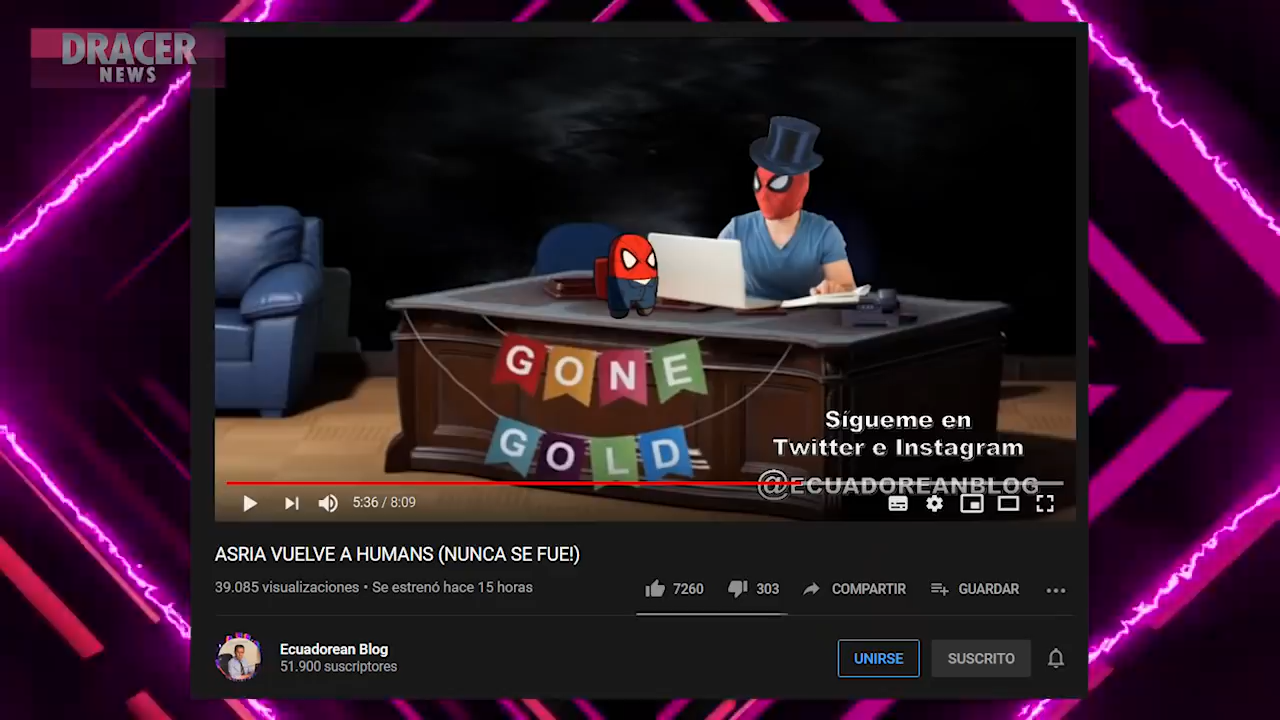 DRACER
NEWS
GONE
GOLD
Sígueme en
Twitter e Instagram
@ECUADOREANBLOG
5:36 / 8:09
ASRIA VUELVE A HUMANS (NUNCA SE FUE!)
39.085 visualizaciones • Se estrenó hace 15 horas
7260
303
COMPARTIR
GUARDAR
Ecuadorean Blog
51.900 suscriptores
UNIRSE
SUSCRITO